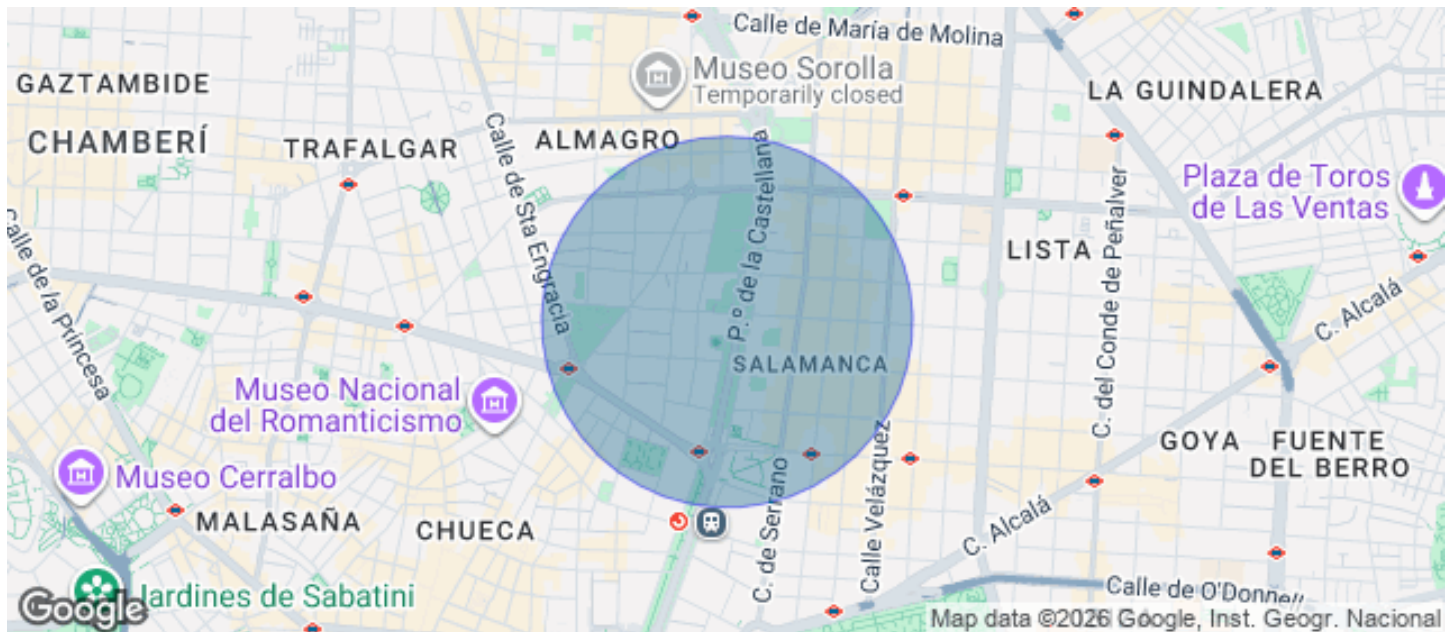 Calle de María de Molina
Museo Sorolla
Temporarily closed
GAZTAMBIDE
LA GUINDALERA
CHAMBERÍ
TRAFALGAR
ALMAGRO
Calle de Sta Engracia
P.º de la Castellana
Plaza de Toros
de Las Ventas
C. del Conde de Peñalver
Calle de la Princesa
LISTA
C. Alcalá
SALAMANCA
Museo Nacional
del Romanticismo
Calle Velázquez
GOYA
FUENTE
DEL BERRO
Museo Cerralbo
C. de Serrano
MALASAÑA
CHUECA
C. Alcalá
Jardines de Sabatini
Calle de O'Donnell
Google
Map data ©2026 Google, Inst. Geogr. Nacional